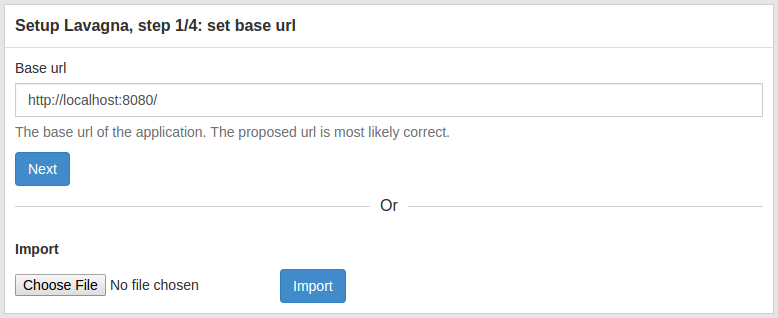 Setup Lavagna, step 1/4: set base url
Base url
http://localhost:8080/
The base url of the application. The proposed url is most likely correct.
Next
Or
Import
Choose File No file chosen Import